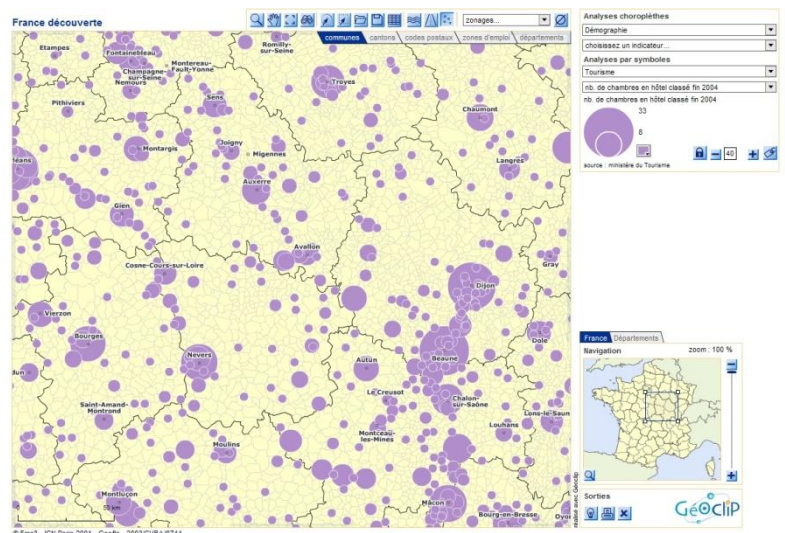 France découverte
zonages...
communes cantons codes postaux zones d'emploi départements
Etampes
Fontainebleau
Romilly-
sur-Seine
Champagne-
sur-Seine
Montereau-
Fault-Yonne
Nemours
Troyes
Pithiviers
Sens
Chaumont
Montargis
Joigny
Migennes
Langres
Auxerre
Gien
Avallon
Cosne-Cours-sur-Loire
Gray
Dijon
Vierzon
Bourges
Nevers
Autun
Beaune
Dole
Le Creusot
Chalon-
sur-Saône
Saint-Amand-
Montrond
Montceau-
les-Mines
Louhans
Lons-le-Saun
Moulins
Montluçon
50 km
Mâcon
Bourg-en-Bresse
Oyon
réalisé avec Géoclip
Analyses choroplèthes
Démographie
choisissez un indicateur...
Analyses par symboles
Tourisme
nb. de chambres en hôtel classé fin 2004
nb. de chambres en hôtel classé fin 2004
33
8
40
source : ministère du Tourisme
France Départements
Navigation zoom : 100 %
Sorties
GéOcliP